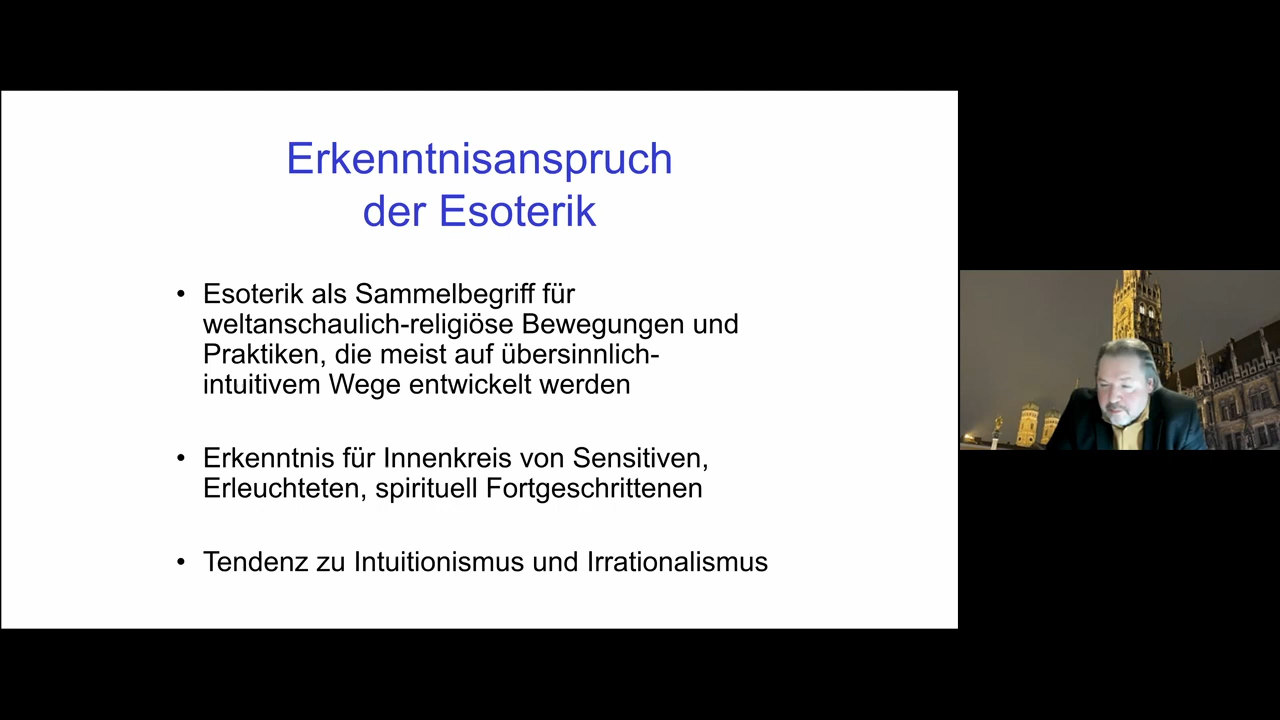 Erkenntnisanspruch
der Esoterik
• Esoterik als Sammelbegriff für
weltanschaulich-religiöse Bewegungen und
Praktiken, die meist auf übersinnlich-
intuitivem Wege entwickelt werden
• Erkenntnis für Innenkreis von Sensitiven,
Erleuchteten, spirituell Fortgeschrittenen
• Tendenz zu Intuitionismus und Irrationalismus